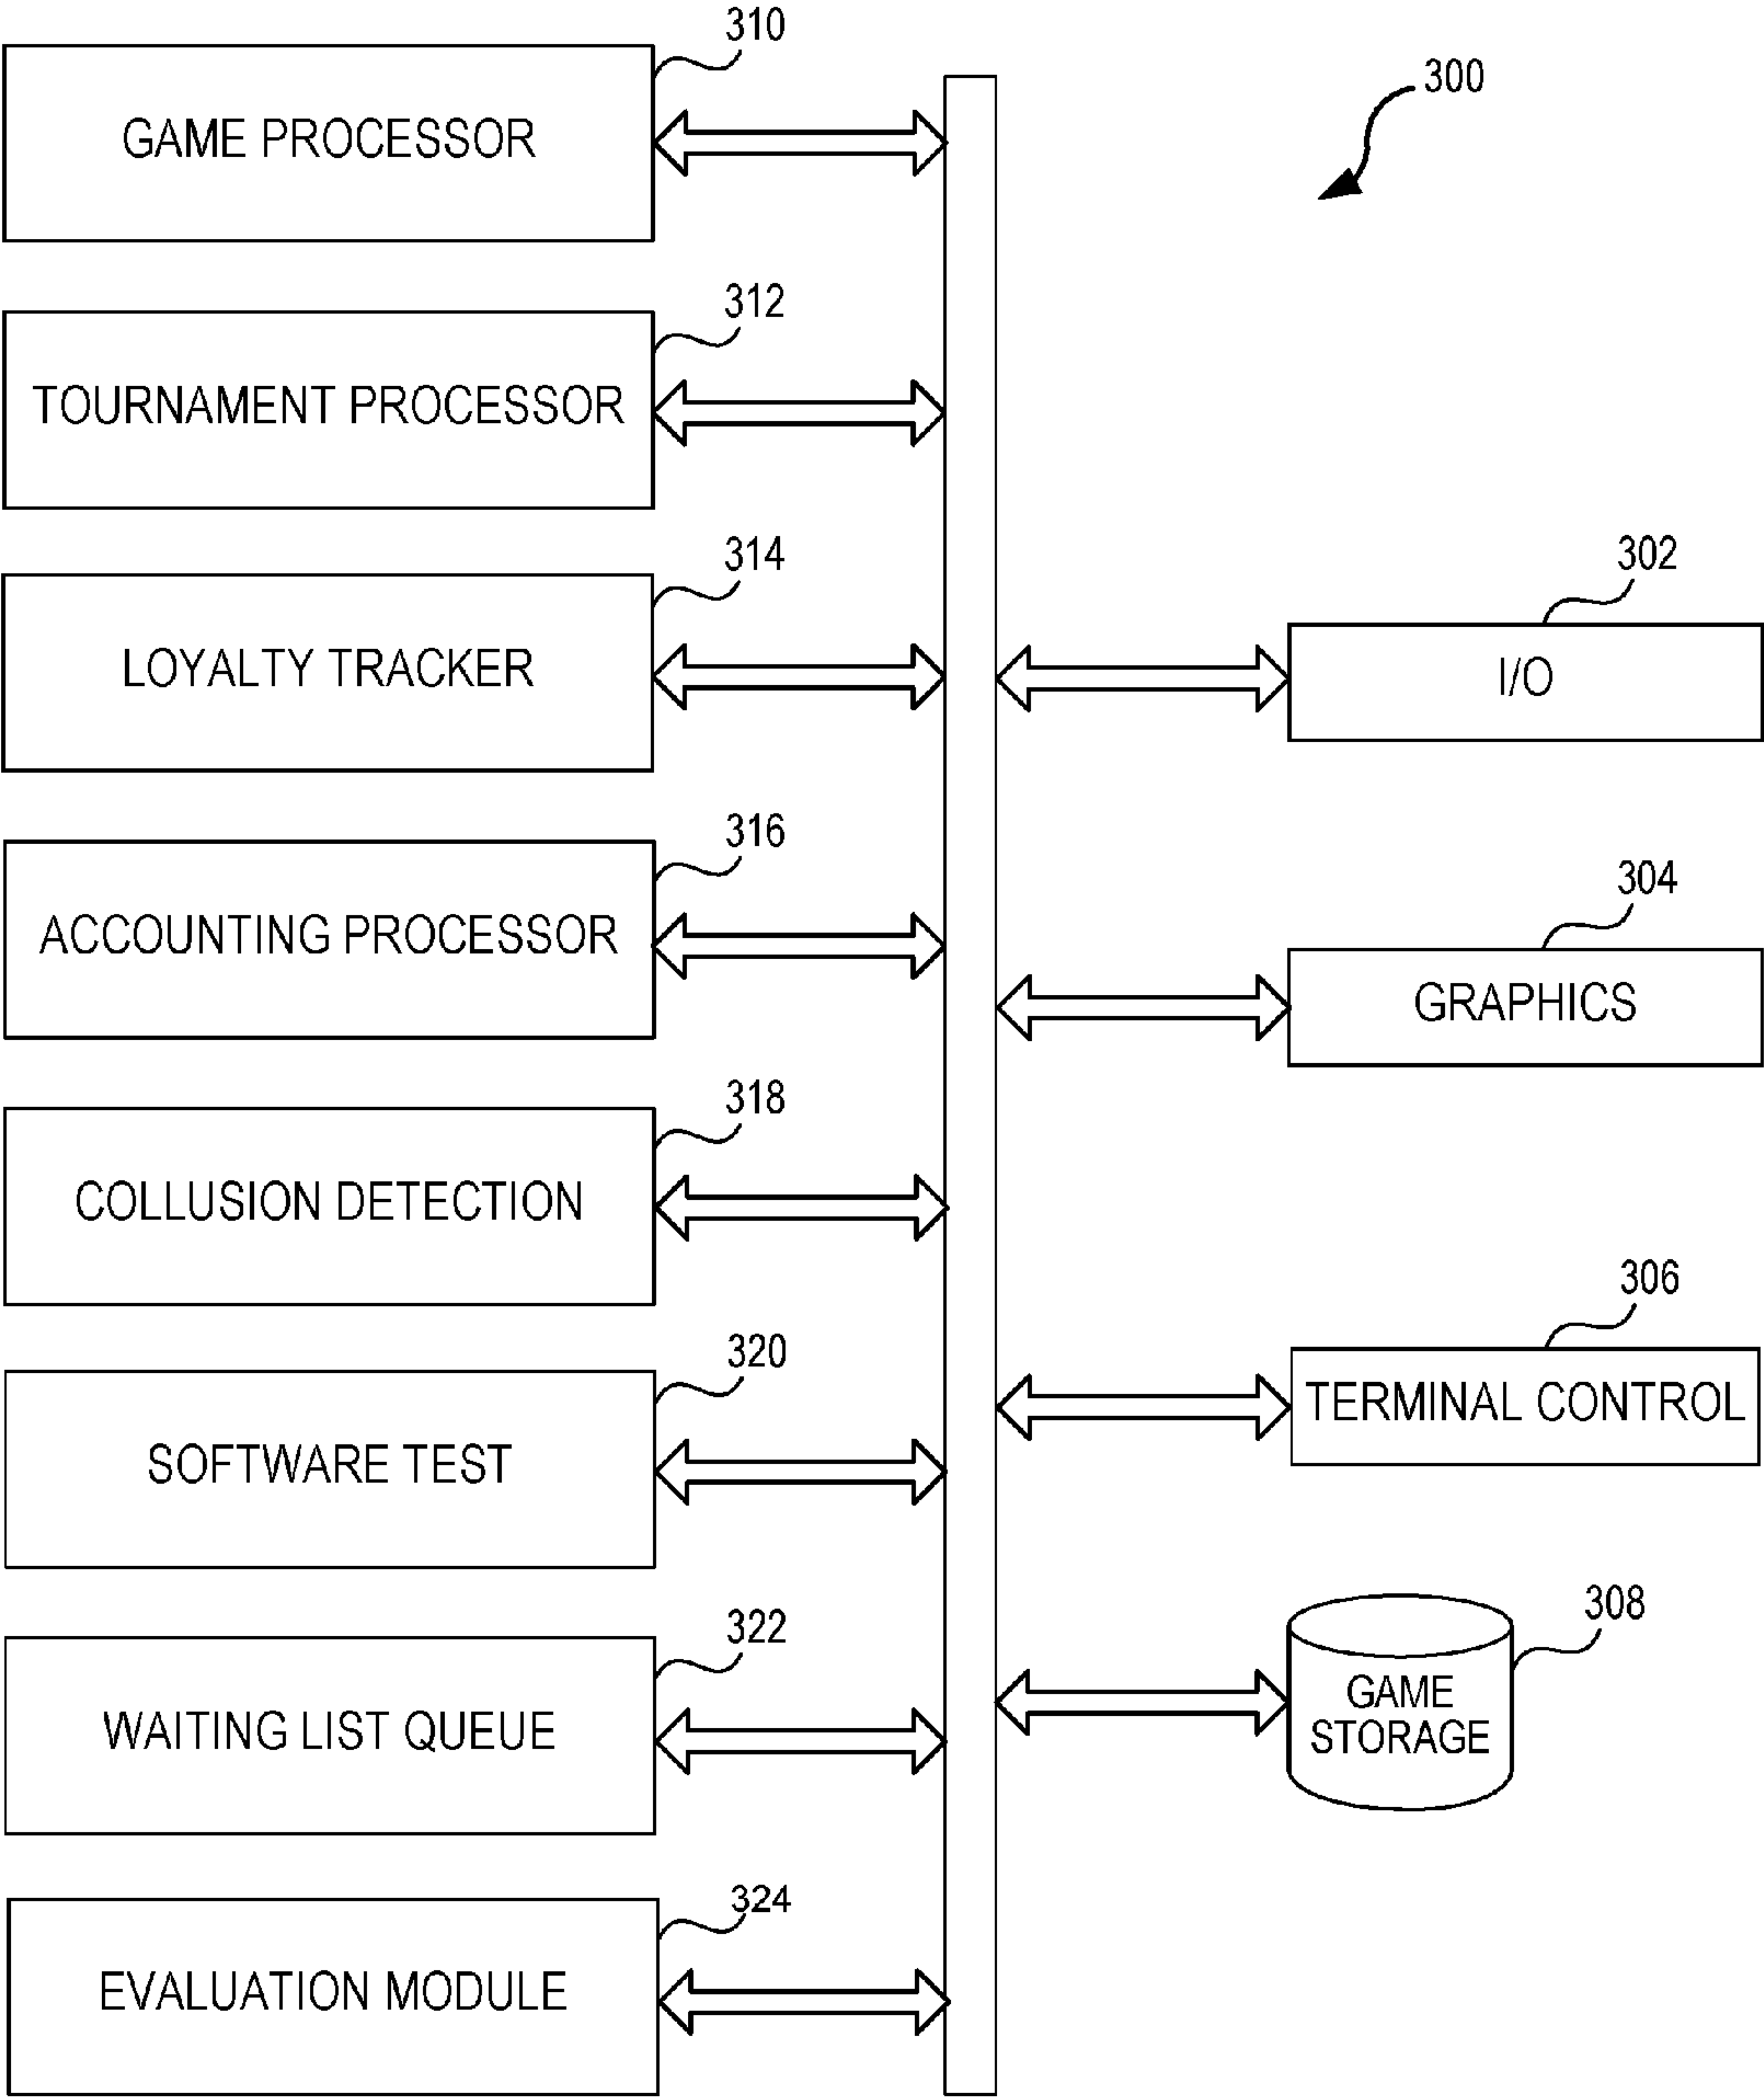 310
GAME PROCESSOR
300
312
TOURNAMENT PROCESSOR
314
LOYALTY TRACKER
302
I/O
316
ACCOUNTING PROCESSOR
304
GRAPHICS
318
COLLUSION DETECTION
306
TERMINAL CONTROL
320
SOFTWARE TEST
308
GAME
STORAGE
322
WAITING LIST QUEUE
324
EVALUATION MODULE